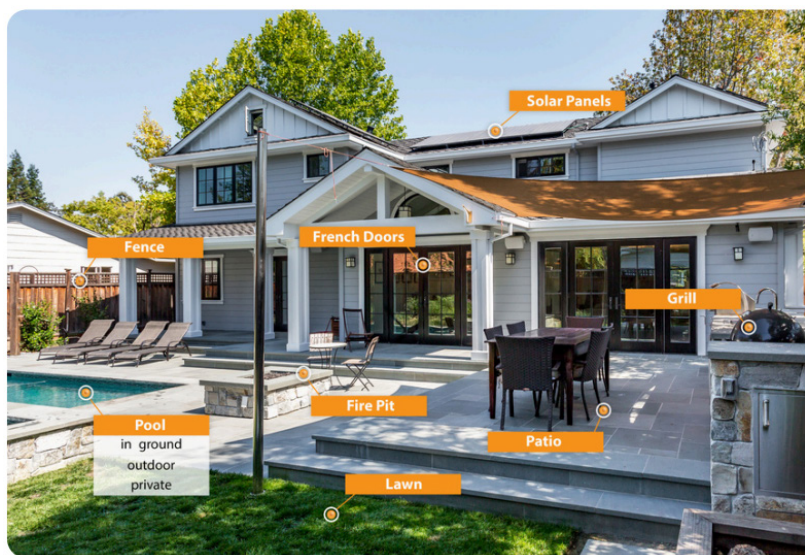 Solar Panels
Fence
French Doors
Grill
Fire Pit
Pool
in ground
outdoor
private
Patio
Lawn